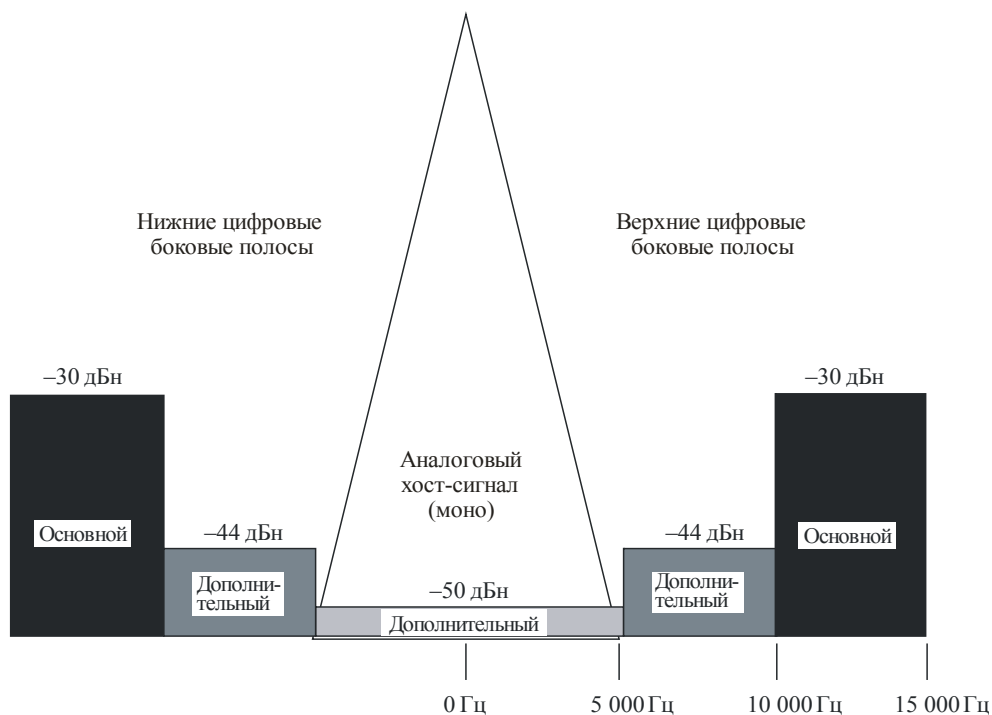 Нижние цифровые
боковые полосы
Верхние цифровые
боковые полосы
–30 дБн
–30 дБн
Аналоговый
хост-сигнал
(моно)
Основной
–44 дБн
–44 дБн
Основной
Дополни-
тельный
Дополни-
тельный
–50 дБн
Дополнительный
0 Гц
5 000 Гц
10 000 Гц
15 000 Гц